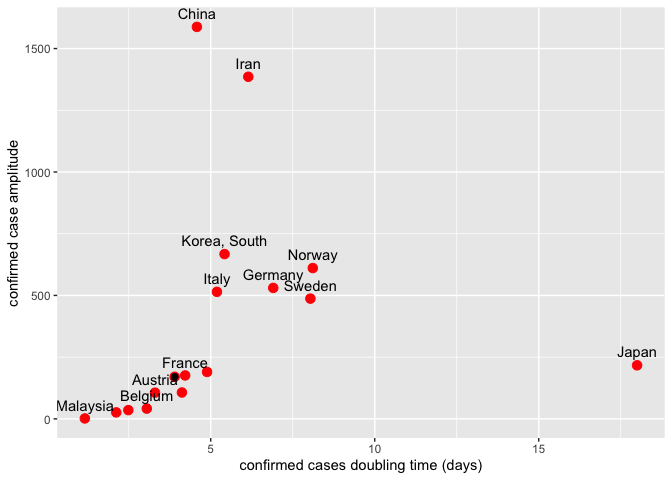 China
1500
Iran
1000
confirmed case amplitude
Korea, South
Norway
Italy
Germany
500
Sweden
Japan
France
Austria
Belgium
Malaysia
0
5
10
15
confirmed cases doubling time (days)